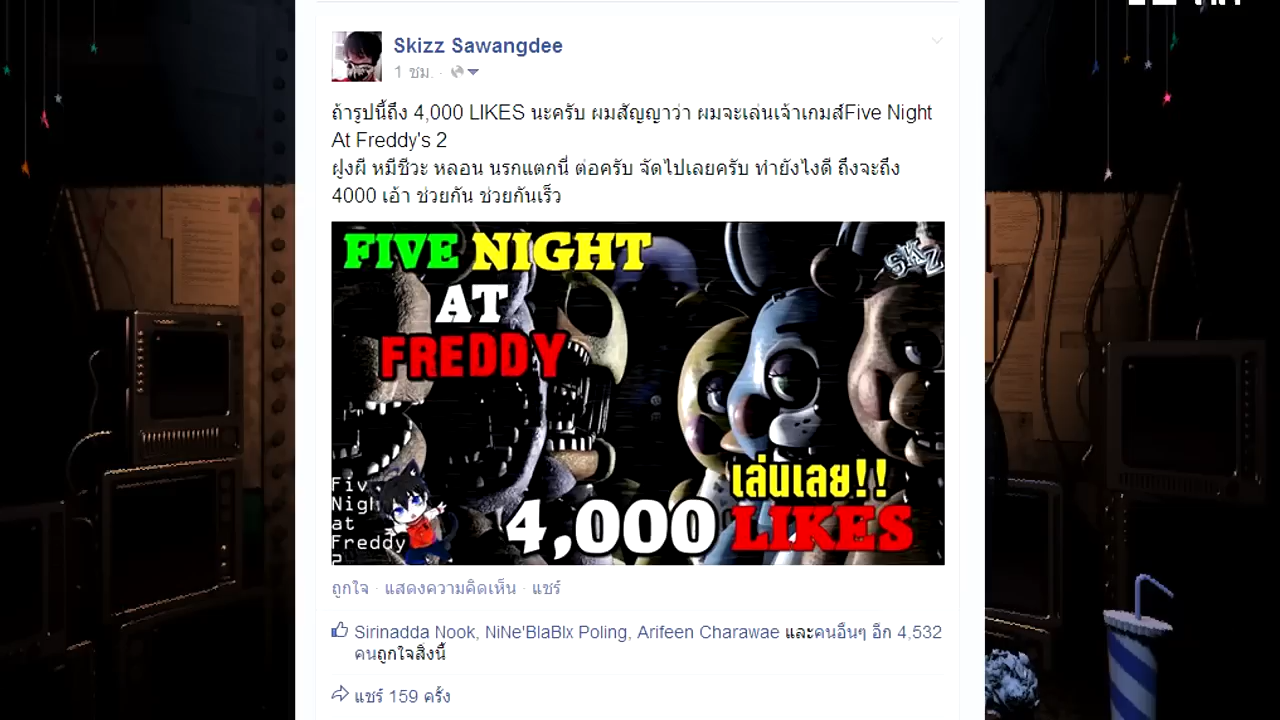 Skizz Sawangdee
1 ชม. ·
ถ้ารูปนี้ถึง 4,000 LIKES นะครับ ผมสัญญาว่า ผมจะเล่นเจ้าเกมส์Five Night
At Freddy's 2
ฝูงผี หมีชีวะ หลอน นรกแตกนี่ ต่อครับ จัดไปเลยครับ ทำยังไงดี ถึงจะถึง
4000 เอ้า ช่วยกัน ช่วยกันเร็ว
FIVE NIGHT
SKZ
AT
FREDDY
เล่นเลย!!
Fiv
Nigh
at
Freddy
4,000 LIKES
ถูกใจ · แสดงความคิดเห็น · แชร์
Sirinadda Nook, NiNe'BlaBlx Poling, Arifeen Charawae และคนอื่นๆ อีก 4,532
คนถูกใจสิ่งนี้
แชร์ 159 ครั้ง